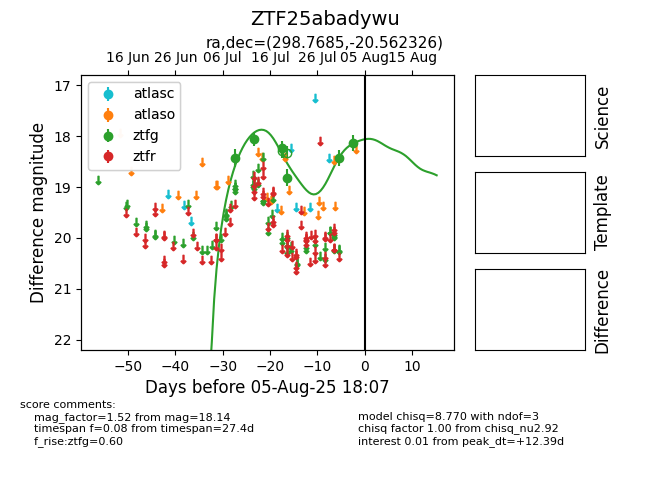 ZTF25abadywu
ra,dec=(298.7685,-20.562326)
16 Jun 26 Jun 06 Jul 16 Jul 26 Jul 05 Aug 15 Aug
atlasc
atlaso
ztfg
ztfr
17
18
19
20
21
22
Difference magnitude
−50 −40 −30 −20 −10 0 10
Days before 05-Aug-25 18:07
Science
Template
Difference
score comments:
mag_factor=1.52 from mag=18.14
timespan f=0.08 from timespan=27.4d
f_rise:ztfg=0.60
model chisq=8.770 with ndof=3
chisq factor 1.00 from chisq_nu2.92
interest 0.01 from peak_dt=+12.39d